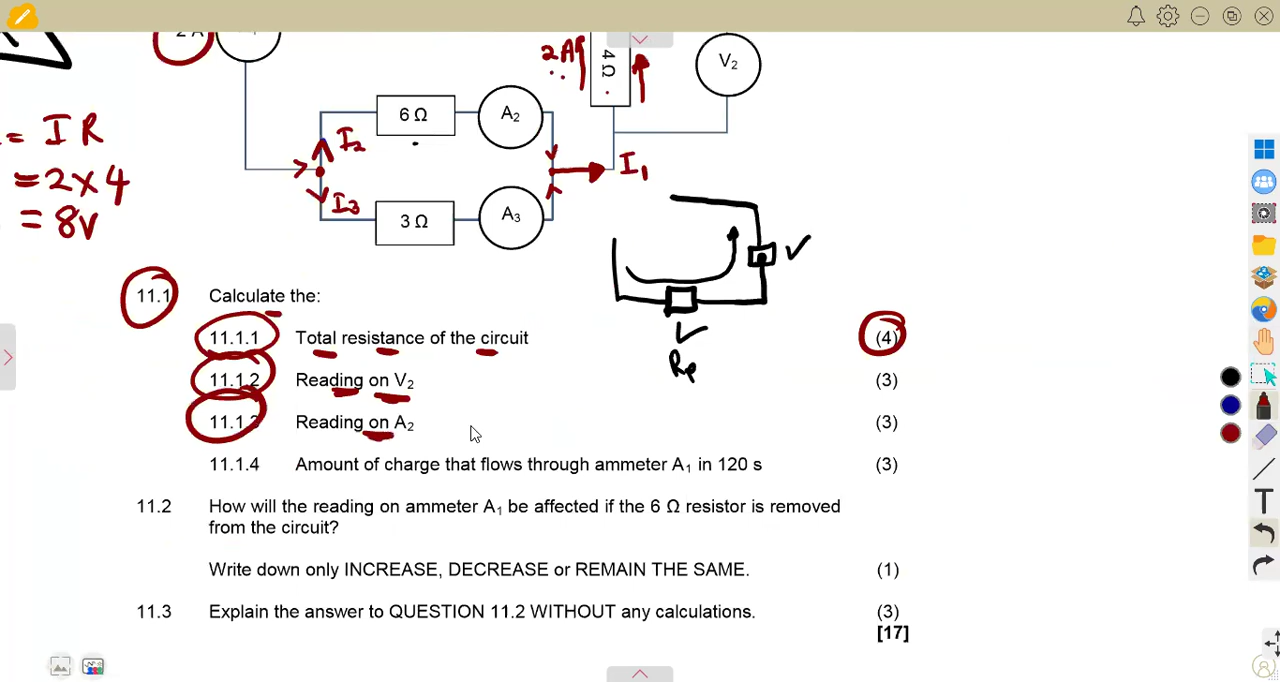 2 A
2A
4 Ω
V2
6 Ω
A2
= I R
I2
I1
= 2 × 4
I3
= 8V
3 Ω
A3
11.1 Calculate the:
11.1.1 Total resistance of the circuit (4)
Rp
11.1.2 Reading on V2 (3)
11.1.3 Reading on A2 (3)
11.1.4 Amount of charge that flows through ammeter A1 in 120 s (3)
11.2 How will the reading on ammeter A1 be affected if the 6 Ω resistor is removed
from the circuit?
Write down only INCREASE, DECREASE or REMAIN THE SAME. (1)
11.3 Explain the answer to QUESTION 11.2 WITHOUT any calculations. (3)
[17]